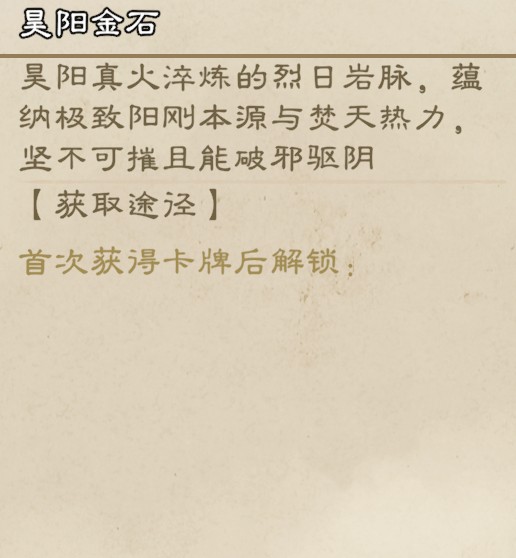 昊阳金石
昊阳真火淬炼的烈日岩脉，蕴
纳极致阳刚本源与焚天热力，
坚不可摧且能破邪驱阴
【获取途径】
首次获得卡牌后解锁：